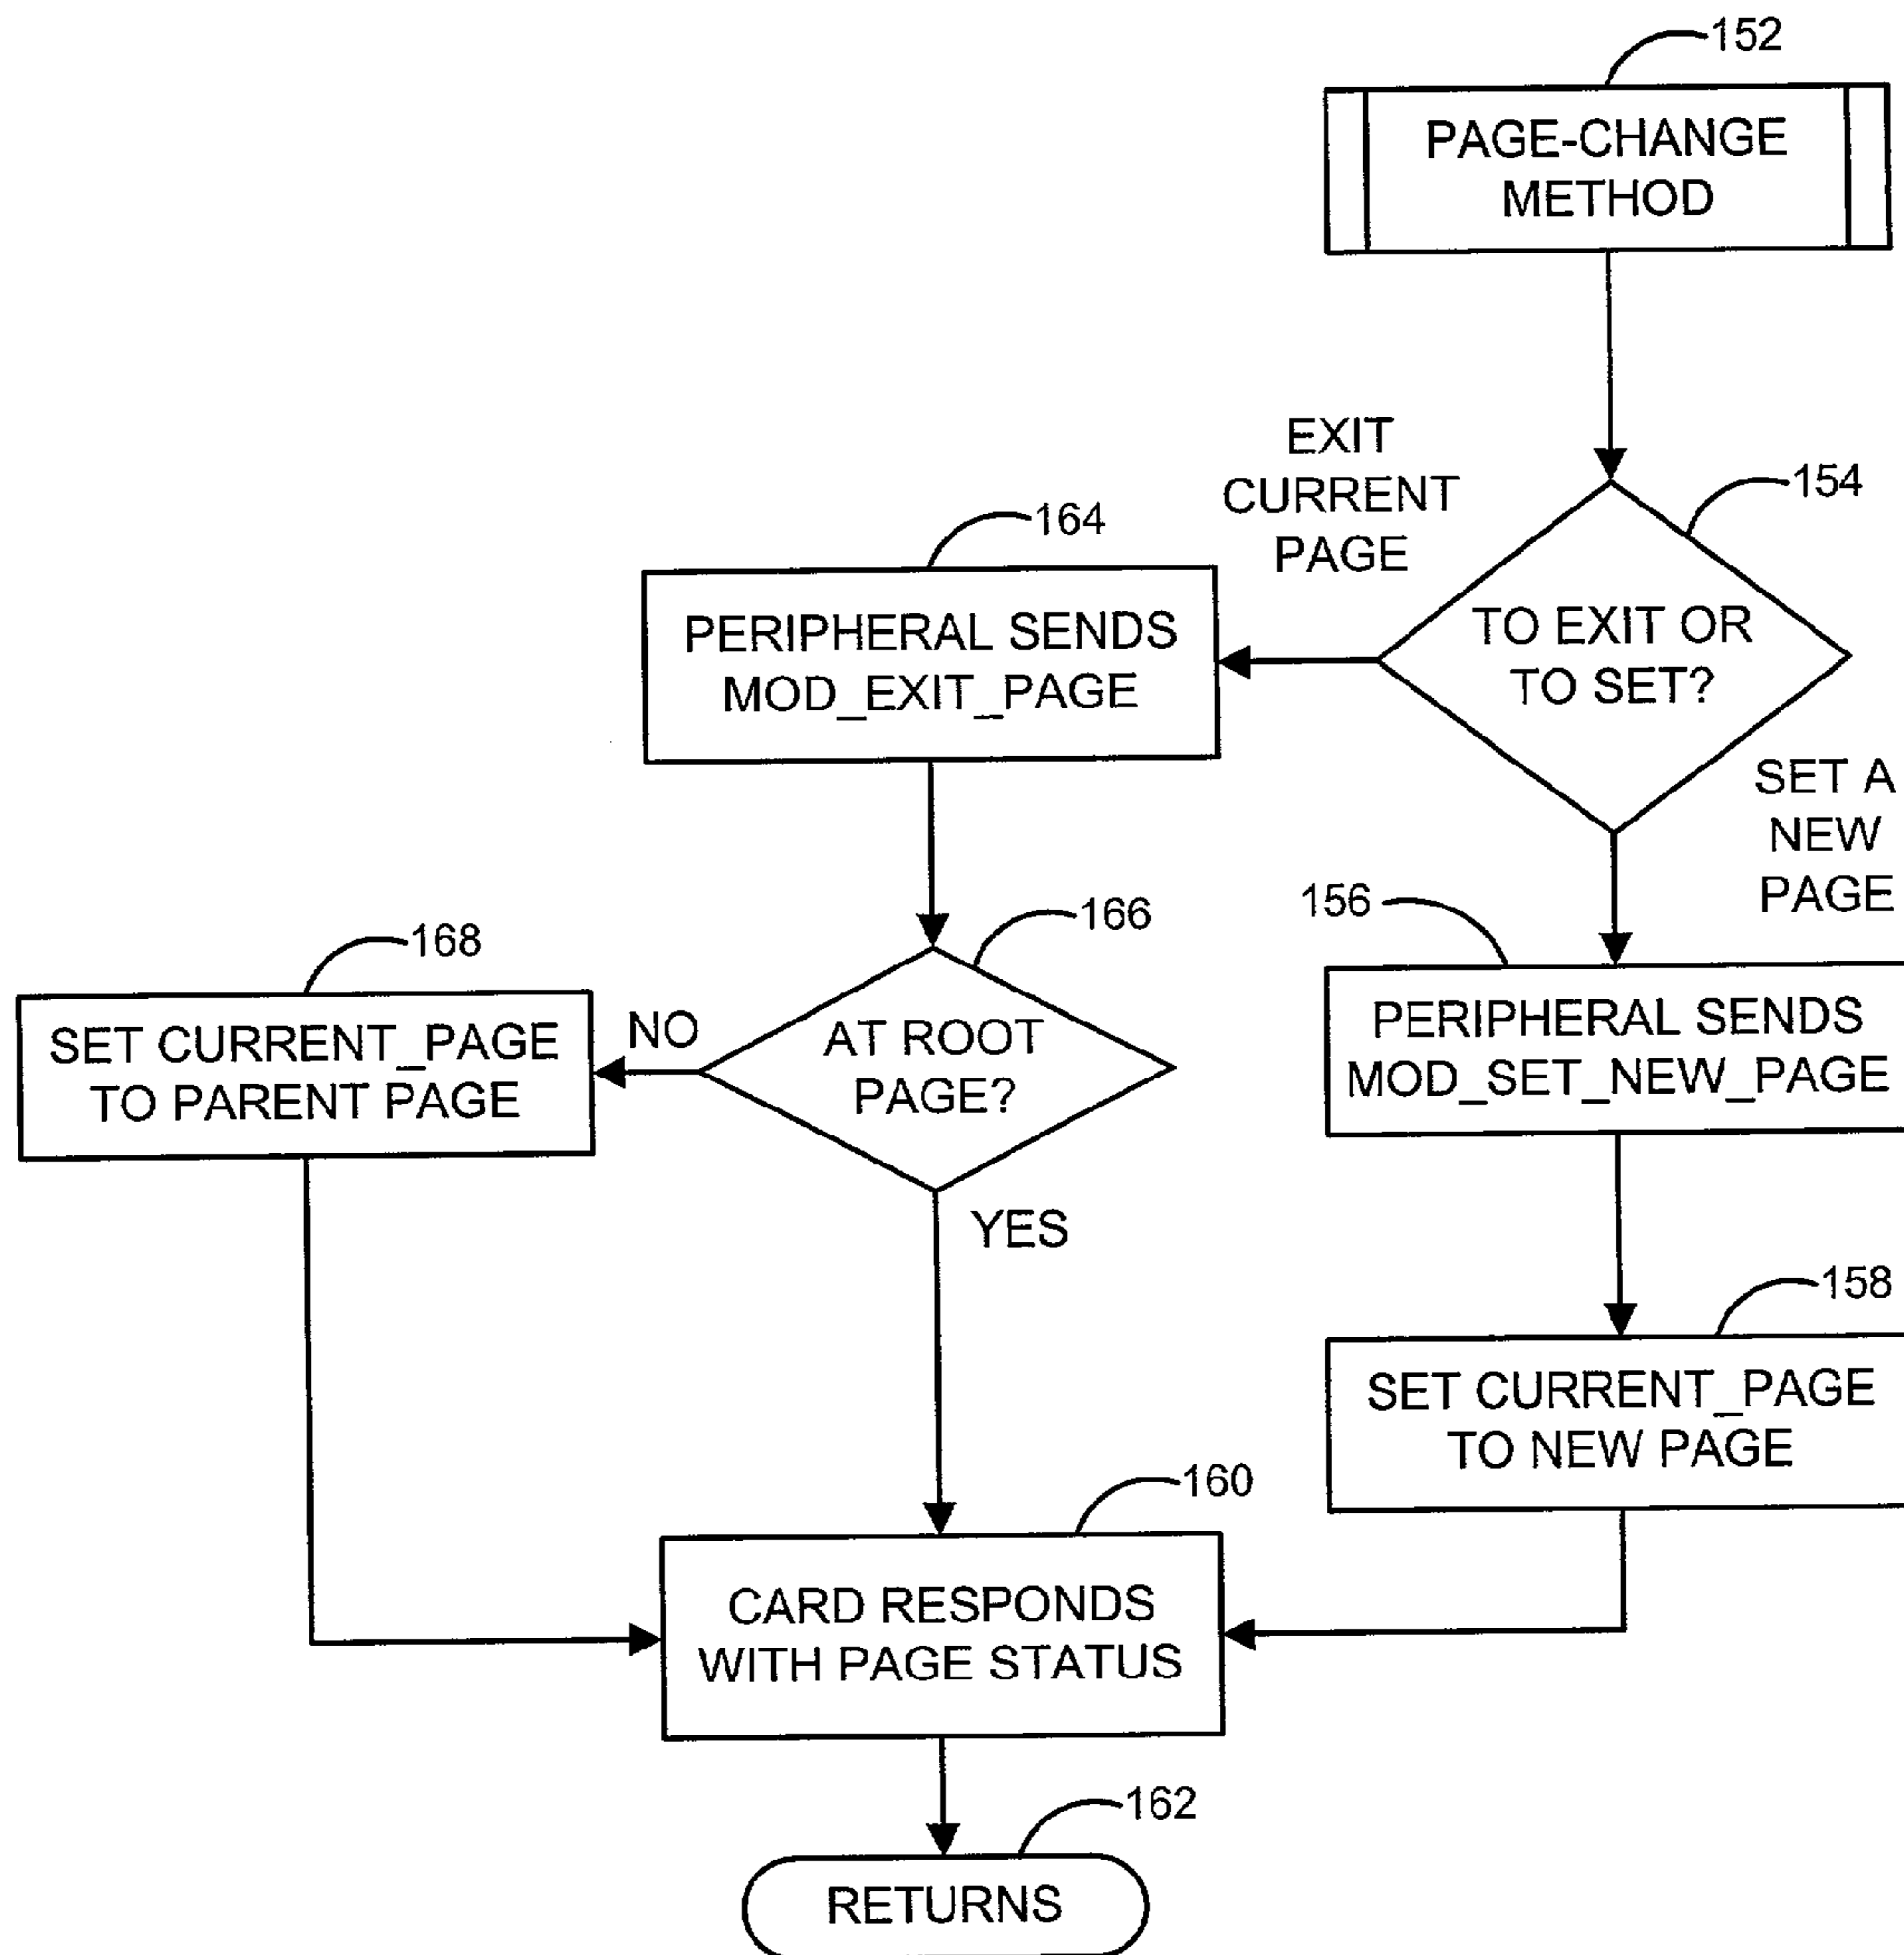 152
PAGE-CHANGE
METHOD
EXIT
CURRENT
PAGE
154
TO EXIT OR
TO SET?
164
PERIPHERAL SENDS
MOD_EXIT_PAGE
SET A
NEW
PAGE
156
PERIPHERAL SENDS
MOD_SET_NEW_PAGE
166
AT ROOT
PAGE?
NO
168
SET CURRENT_PAGE
TO PARENT PAGE
YES
158
SET CURRENT_PAGE
TO NEW PAGE
160
CARD RESPONDS
WITH PAGE STATUS
162
RETURNS